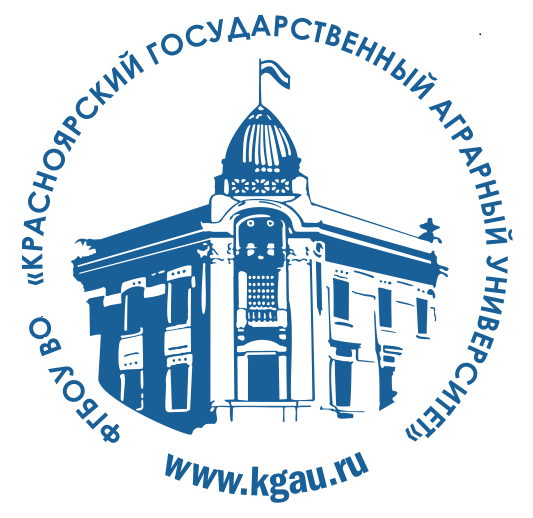 ФГБОУ ВО «КРАСНОЯРСКИЙ ГОСУДАРСТВЕННЫЙ АГРАРНЫЙ УНИВЕРСИТЕТ»
www.kgau.ru